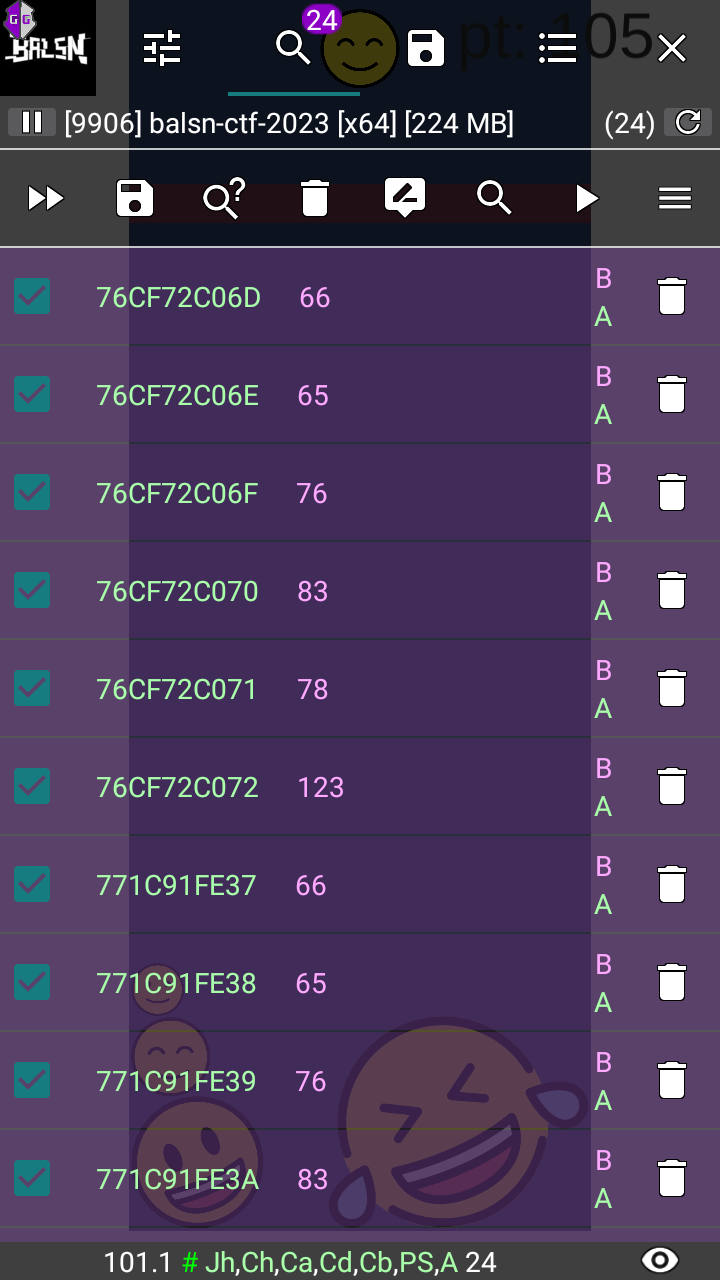 GG
BALSN
24
pt: 105
[9906] balsn-ctf-2023 [x64] [224 MB] (24)
?
76CF72C06D 66 B
A
76CF72C06E 65 B
A
76CF72C06F 76 B
A
76CF72C070 83 B
A
76CF72C071 78 B
A
76CF72C072 123 B
A
771C91FE37 66 B
A
771C91FE38 65 B
A
771C91FE39 76 B
A
771C91FE3A 83 B
A
101.1 # Jh,Ch,Ca,Cd,Cb,PS,A 24